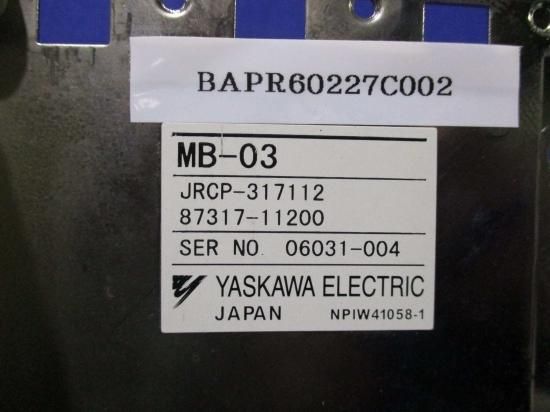 BAPR60227C002
MB-03
JRCP-317112
87317-11200
SER NO. 06031-004
YASKAWA ELECTRIC
JAPAN NPIW41058-1